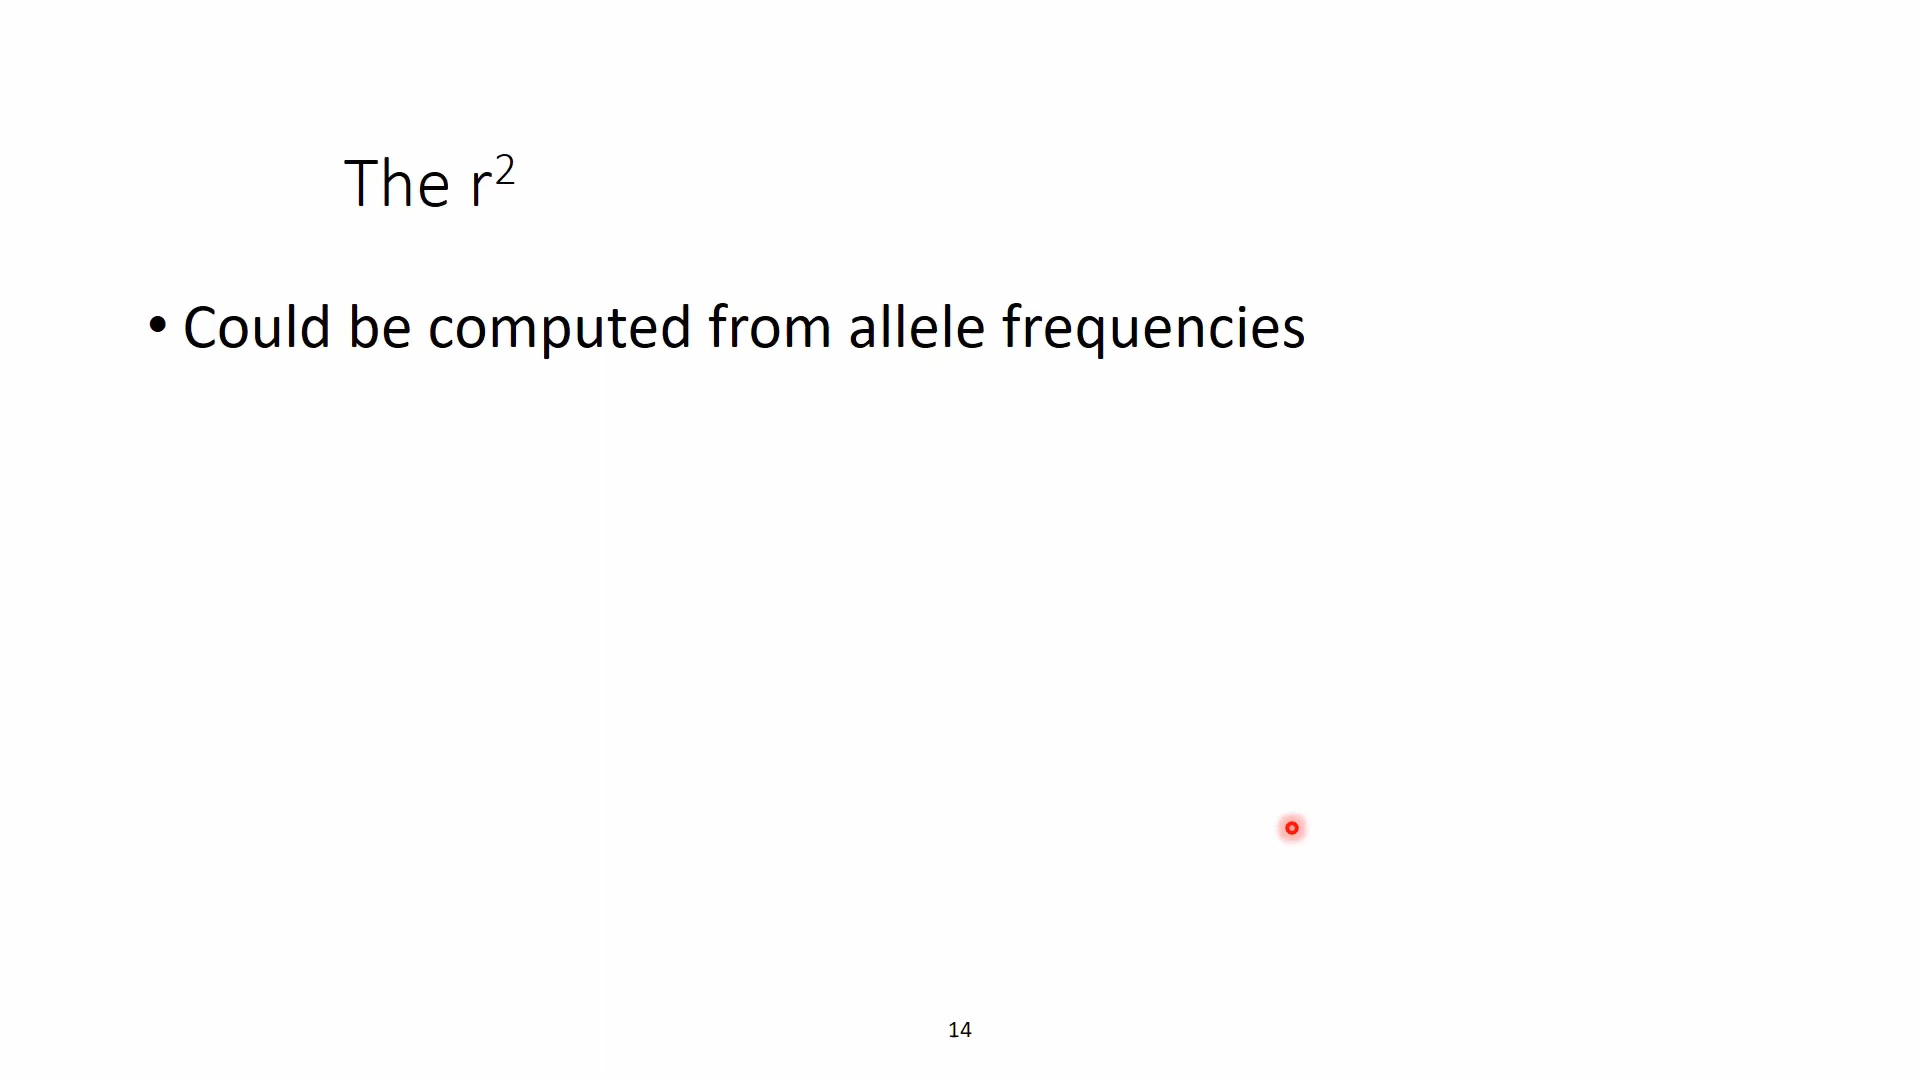 The r²
• Could be computed from allele frequencies
14